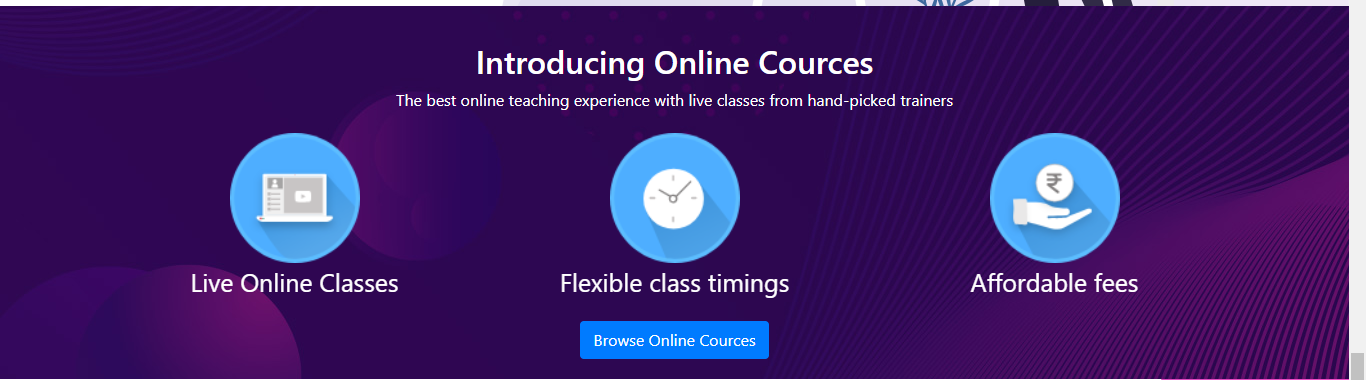 Introducing Online Cources
The best online teaching experience with live classes from hand-picked trainers
₹
Live Online Classes
Flexible class timings
Affordable fees
Browse Online Cources